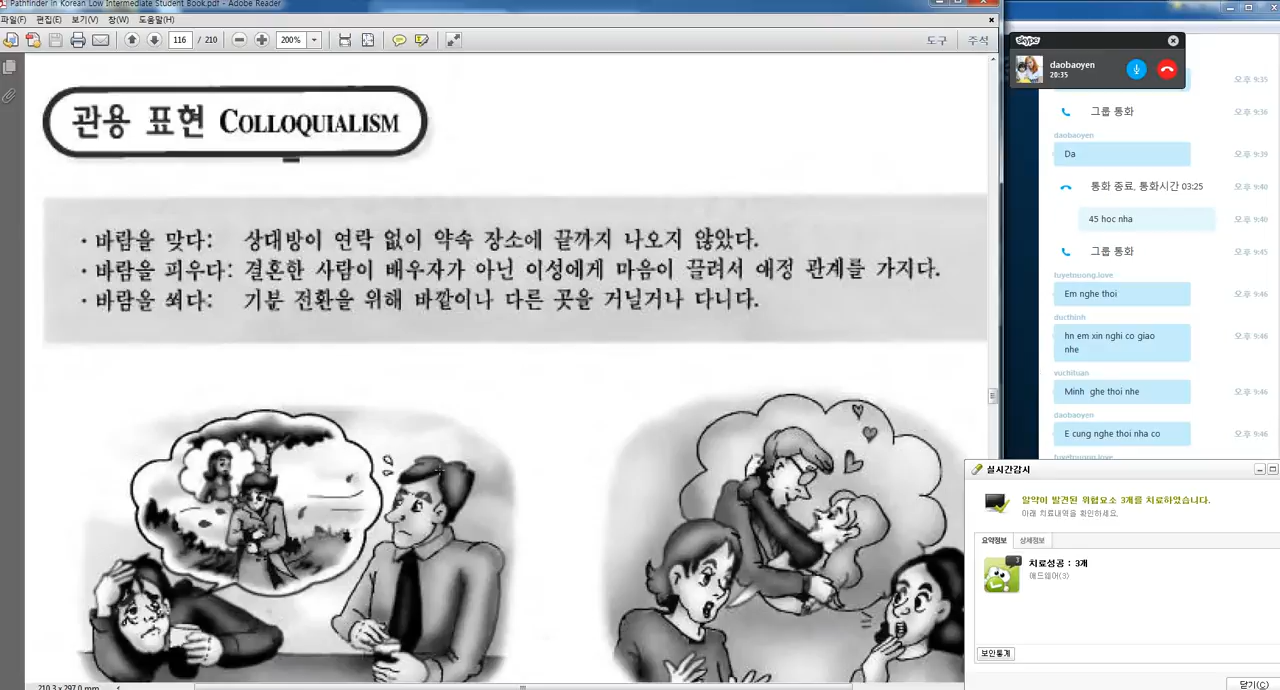 Pathfinder in Korean Low Intermediate Student Book.pdf - Adobe Reader
파일(F) 편집(E) 보기(V) 창(W) 도움말(H)
116 / 210 200% 도구 주석
관용 표현 COLLOQUIALISM
· 바람을 맞다: 상대방이 연락 없이 약속 장소에 끝까지 나오지 않았다.
· 바람을 피우다: 결혼한 사람이 배우자가 아닌 이성에게 마음이 끌려서 애정 관계를 가지다.
· 바람을 쐬다: 기분 전환을 위해 바깥이나 다른 곳을 거닐거나 다니다.
210.3 x 297.0 mm
skype
daobaoyen
20:35
오후 9:35
그룹 통화 오후 9:36
daobaoyen
Da 오후 9:39
통화 종료, 통화시간 03:25 오후 9:40
45 hoc nha 오후 9:40
그룹 통화 오후 9:45
tuyetnuong.love
Em nghe thoi 오후 9:46
ducthinh
hn em xin nghi co giao
nhe 오후 9:46
vuchituan
Minh ghe thoi nhe 오후 9:46
daobaoyen
E cung nghe thoi nha co 오후 9:46
실시간감시
알약이 발견된 위협요소 3개를 치료하였습니다.
아래 치료내역을 확인하세요.
요약정보 상세정보
치료성공 : 3개
애드웨어(3)
보안통계
닫기(C)